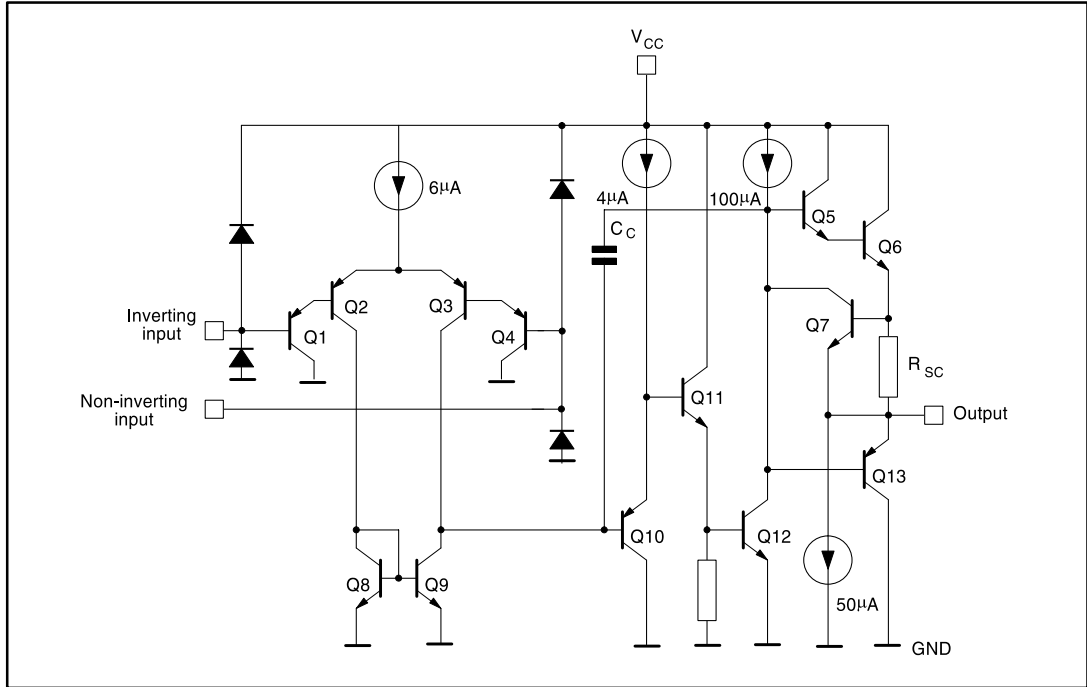 V CC
6µA
4µA
100µA
C C
Q5
Q6
Q2
Q3
Q1
Q4
Q7
Inverting
input
R SC
Non-inverting
input
Q11
Output
Q13
Q10
Q12
Q8
Q9
50µA
GND